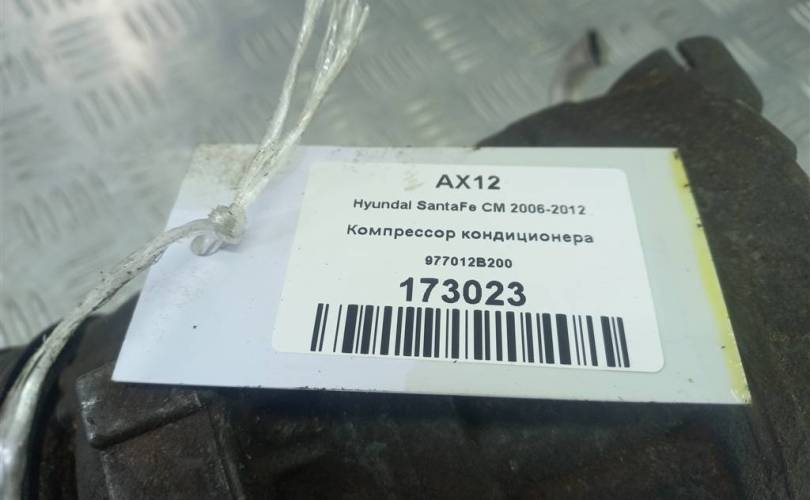 AX12
Hyundai SantaFe CM 2006-2012
Компрессор кондиционера
977012B200
173023